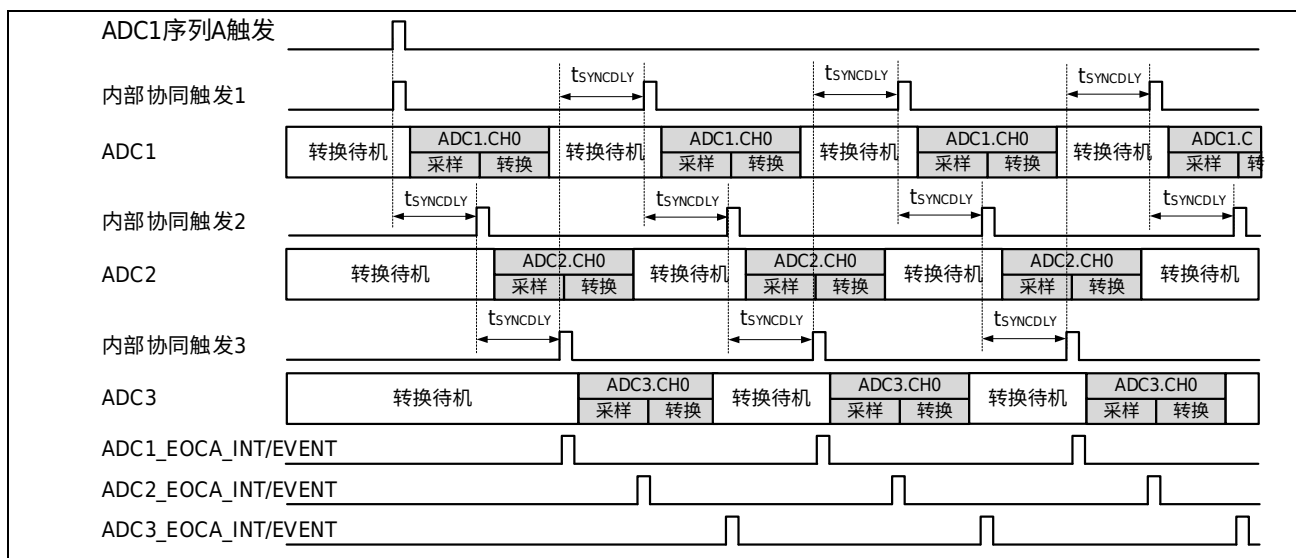 ADC1序列A触发
tSYNCDLY tSYNCDLY tSYNCDLY
内部协同触发1
ADC1 转换待机 ADC1.CH0 转换待机 ADC1.CH0 转换待机 ADC1.CH0 转换待机 ADC1.C
采样 转换 采样 转换 采样 转换 采样 转
tSYNCDLY tSYNCDLY tSYNCDLY tSYNCDLY
内部协同触发2
ADC2 转换待机 ADC2.CH0 转换待机 ADC2.CH0 转换待机 ADC2.CH0 转换待机
采样 转换 采样 转换 采样 转换
tSYNCDLY tSYNCDLY tSYNCDLY
内部协同触发3
ADC3 转换待机 ADC3.CH0 转换待机 ADC3.CH0 转换待机 ADC3.CH0
采样 转换 采样 转换 采样 转换
ADC1_EOCA_INT/EVENT
ADC2_EOCA_INT/EVENT
ADC3_EOCA_INT/EVENT